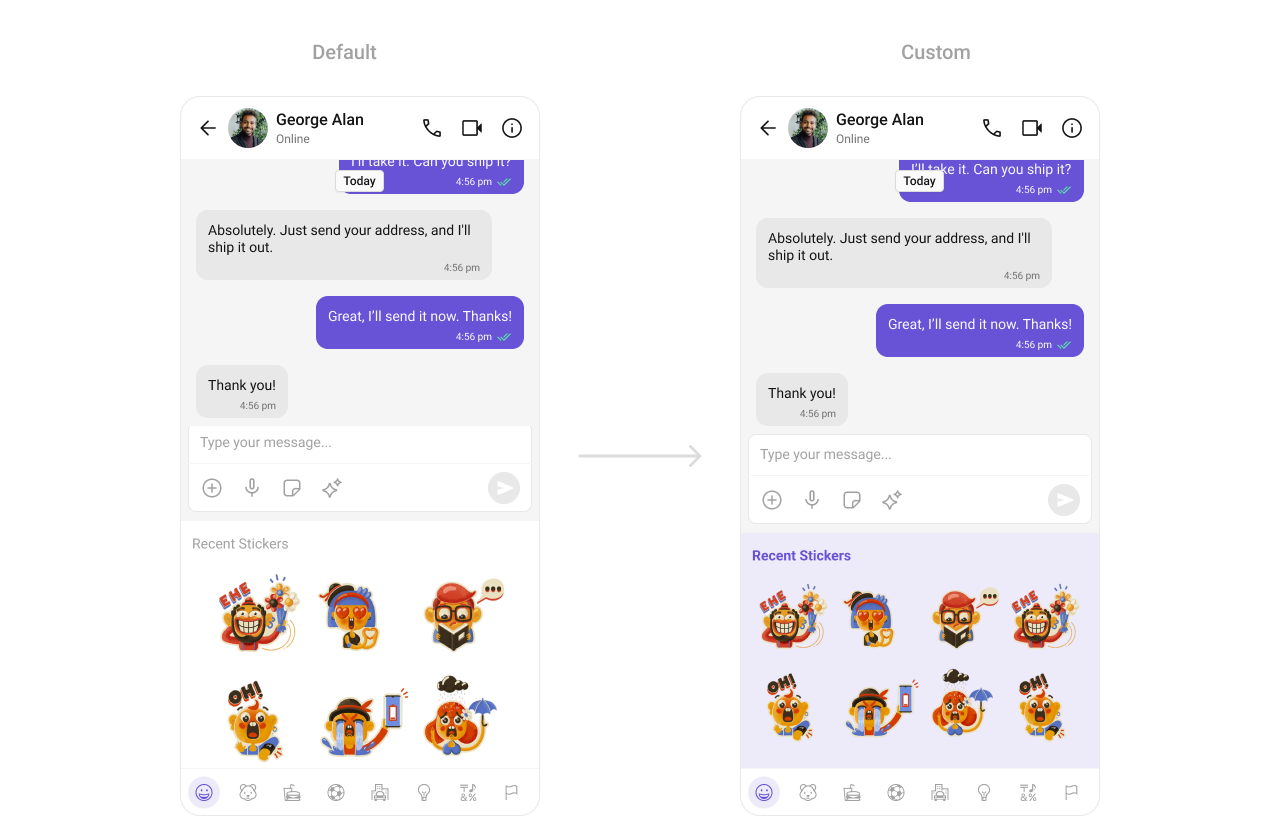 Default
Custom
George Alan
Online
I'll take it. Can you ship it?
Today
4:56 pm
Absolutely. Just send your address, and I'll
ship it out.
4:56 pm
Great, I’ll send it now. Thanks!
4:56 pm
Thank you!
4:56 pm
Type your message...
Recent Stickers
EHE
OH!
&%
George Alan
Online
I’ll take it. Can you ship it?
Today
4:56 pm
Absolutely. Just send your address, and I'll
ship it out.
4:56 pm
Great, I’ll send it now. Thanks!
4:56 pm
Thank you!
4:56 pm
Type your message...
Recent Stickers
EHE
EHE
OH!
OH!
&%